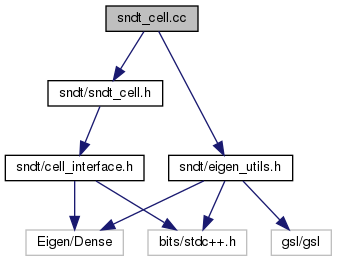 sndt_cell.cc
sndt/sndt_cell.h
sndt/cell_interface.h
sndt/eigen_utils.h
Eigen/Dense
bits/stdc++.h
gsl/gsl